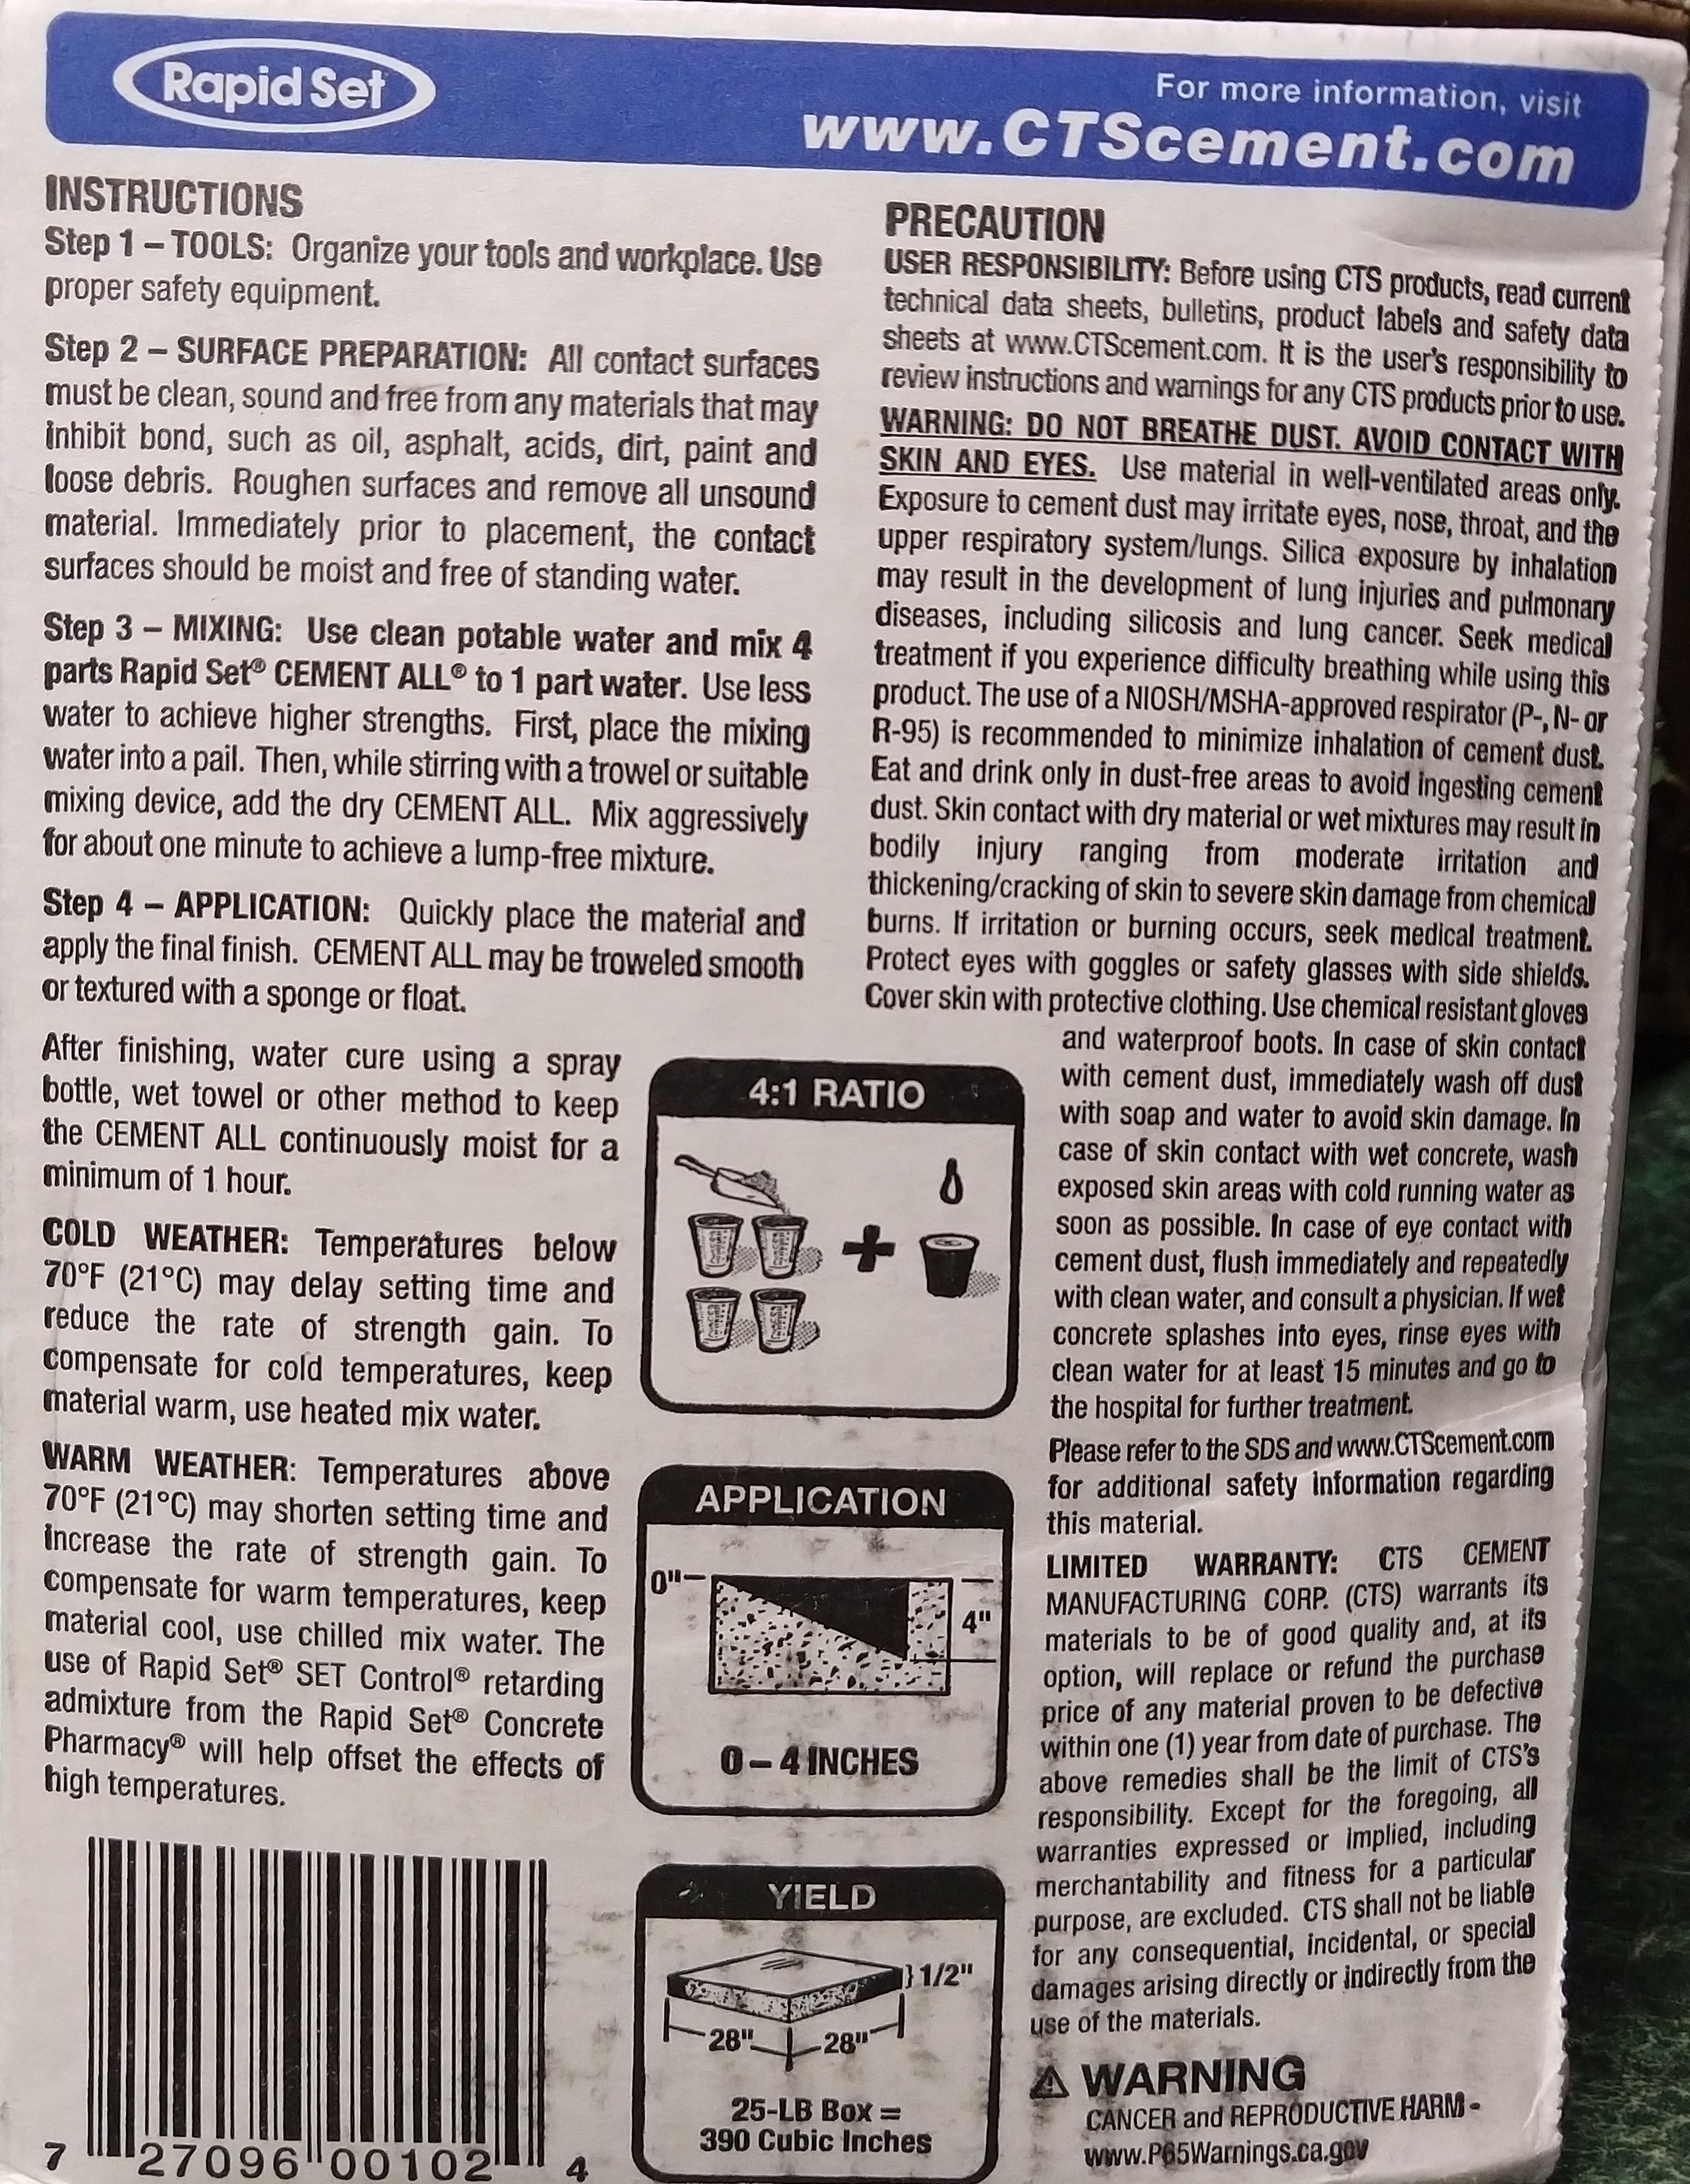 Rapid Set
For more information, visit
www.CTScement.com
INSTRUCTIONS
Step 1 – TOOLS: Organize your tools and workplace. Use
proper safety equipment.
Step 2 – SURFACE PREPARATION: All contact surfaces
must be clean, sound and free from any materials that may
inhibit bond, such as oil, asphalt, acids, dirt, paint and
loose debris. Roughen surfaces and remove all unsound
material. Immediately prior to placement, the contact
surfaces should be moist and free of standing water.
Step 3 – MIXING: Use clean potable water and mix 4
parts Rapid Set® CEMENT ALL® to 1 part water. Use less
water to achieve higher strengths. First, place the mixing
water into a pail. Then, while stirring with a trowel or suitable
mixing device, add the dry CEMENT ALL. Mix aggressively
for about one minute to achieve a lump-free mixture.
Step 4 – APPLICATION: Quickly place the material and
apply the final finish. CEMENT ALL may be troweled smooth
or textured with a sponge or float.
After finishing, water cure using a spray
bottle, wet towel or other method to keep
the CEMENT ALL continuously moist for a
minimum of 1 hour.
COLD WEATHER: Temperatures below
70°F (21°C) may delay setting time and
reduce the rate of strength gain. To
compensate for cold temperatures, keep
material warm, use heated mix water.
WARM WEATHER: Temperatures above
70°F (21°C) may shorten setting time and
increase the rate of strength gain. To
compensate for warm temperatures, keep
material cool, use chilled mix water. The
use of Rapid Set® SET Control® retarding
admixture from the Rapid Set® Concrete
Pharmacy® will help offset the effects of
high temperatures.
7 27096 00102 4
4:1 RATIO
APPLICATION
0"
4"
0 – 4 INCHES
YIELD
1/2"
28" 28"
25-LB Box =
390 Cubic Inches
PRECAUTION
USER RESPONSIBILITY: Before using CTS products, read current
technical data sheets, bulletins, product labels and safety data
sheets at www.CTScement.com. It is the user's responsibility to
review instructions and warnings for any CTS products prior to use.
WARNING: DO NOT BREATHE DUST. AVOID CONTACT WITH
SKIN AND EYES. Use material in well-ventilated areas only.
Exposure to cement dust may irritate eyes, nose, throat, and the
upper respiratory system/lungs. Silica exposure by inhalation
may result in the development of lung injuries and pulmonary
diseases, including silicosis and lung cancer. Seek medical
treatment if you experience difficulty breathing while using this
product. The use of a NIOSH/MSHA-approved respirator (P-, N- or
R-95) is recommended to minimize inhalation of cement dust.
Eat and drink only in dust-free areas to avoid ingesting cement
dust. Skin contact with dry material or wet mixtures may result in
bodily injury ranging from moderate irritation and
thickening/cracking of skin to severe skin damage from chemical
burns. If irritation or burning occurs, seek medical treatment.
Protect eyes with goggles or safety glasses with side shields.
Cover skin with protective clothing. Use chemical resistant gloves
and waterproof boots. In case of skin contact
with cement dust, immediately wash off dust
with soap and water to avoid skin damage. In
case of skin contact with wet concrete, wash
exposed skin areas with cold running water as
soon as possible. In case of eye contact with
cement dust, flush immediately and repeatedly
with clean water, and consult a physician. If wet
concrete splashes into eyes, rinse eyes with
clean water for at least 15 minutes and go to
the hospital for further treatment.
Please refer to the SDS and www.CTScement.com
for additional safety information regarding
this material.
LIMITED WARRANTY: CTS CEMENT
MANUFACTURING CORP. (CTS) warrants its
materials to be of good quality and, at its
option, will replace or refund the purchase
price of any material proven to be defective
within one (1) year from date of purchase. The
above remedies shall be the limit of CTS's
responsibility. Except for the foregoing, all
warranties expressed or implied, including
merchantability and fitness for a particular
purpose, are excluded. CTS shall not be liable
for any consequential, incidental, or special
damages arising directly or indirectly from the
use of the materials.
⚠ WARNING
CANCER and REPRODUCTIVE HARM -
www.P65Warnings.ca.gov